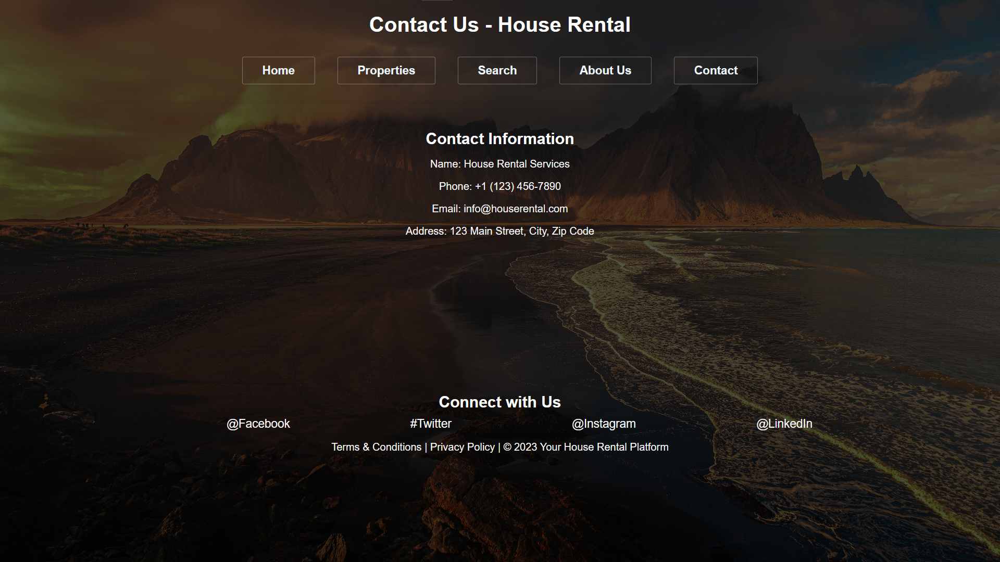 Contact Us - House Rental
Home Properties Search About Us Contact
Contact Information
Name: House Rental Services
Phone: +1 (123) 456-7890
Email: info@houserental.com
Address: 123 Main Street, City, Zip Code
Connect with Us
@Facebook #Twitter @Instagram @LinkedIn
Terms & Conditions | Privacy Policy | © 2023 Your House Rental Platform